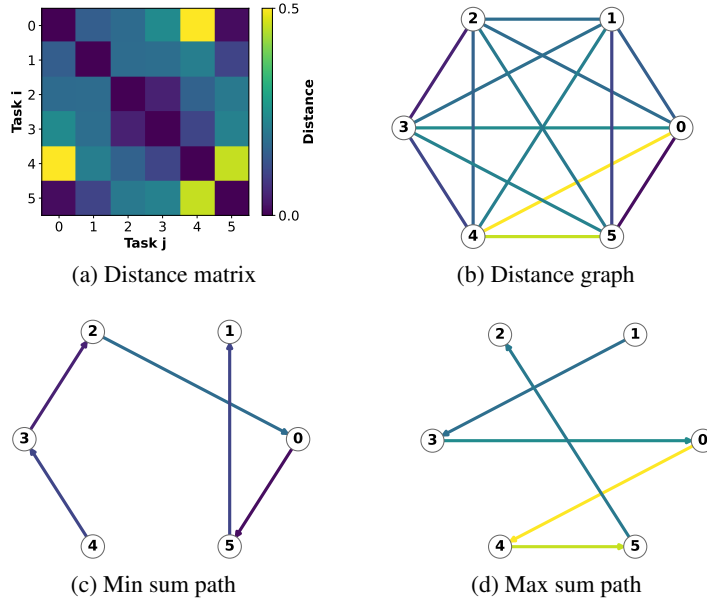 0
1
2
3
4
5
Task i
0 1 2 3 4 5
Task j
0.5
0.0
Distance
(a) Distance matrix
2 1
3 0
4 5
(b) Distance graph
2 1
3 0
4 5
(c) Min sum path
2 1
3 0
4 5
(d) Max sum path